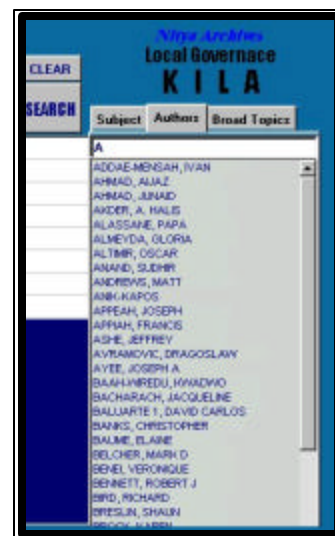 Nitya Archives
Local Governace
K I L A
CLEAR
SEARCH
Subject Authors Broad Topics
A
ADDAE-MENSAH, IVAN
AHMAD, AIJAZ
AHMAD, JUNAID
AKDER, A. HALIS
ALASSANE, PAPA
ALMEYDA, GLORIA
ALTIMIR, OSCAR
ANAND, SUDHIR
ANDREWS, MATT
ANIK-KAPOS
APPEAH, JOSEPH
APPIAH, FRANCIS
ASHE, JEFFREY
AVRAMOVIC, DRAGOSLAW
AYEE, JOSEPH A
BAAH-WIREDU, KWADWO
BACHARACH, JACQUELINE
BALUARTE T, DAVID CARLOS
BANKS, CHRISTOPHER
BAUME, ELAINE
BELCHER, MARK D
BENEI, VERONIQUE
BENNETT, ROBERT J
BIRD, RICHARD
BRESLIN, SHAUN
BROCK, KAREN